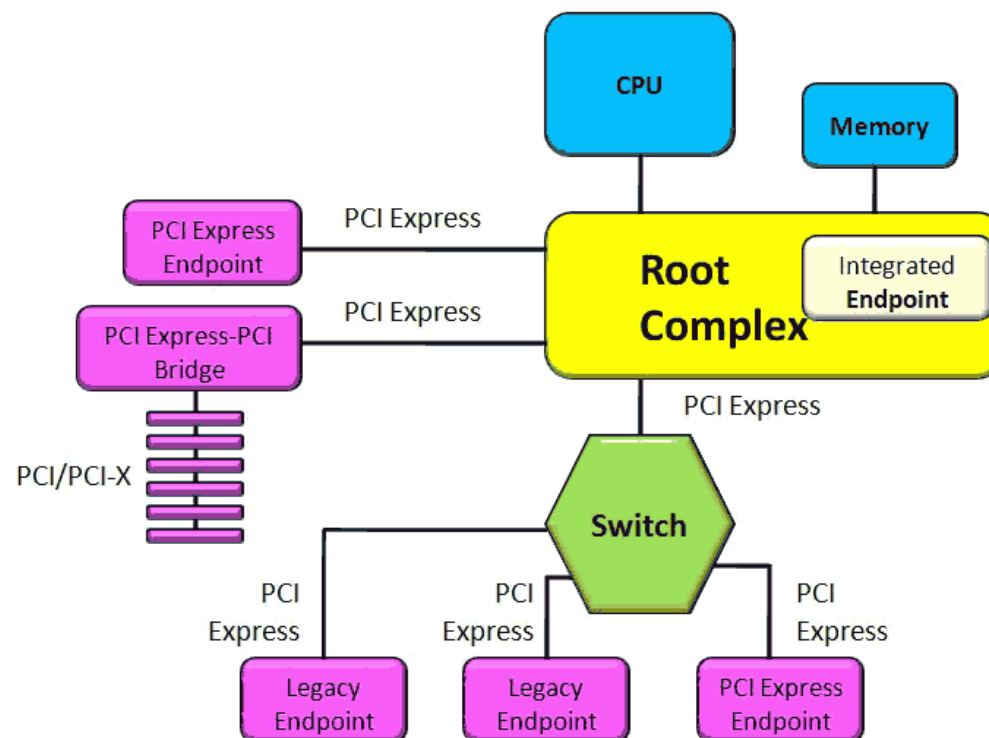 CPU
Memory
PCI Express
Endpoint
PCI Express
Root
Complex
Integrated
Endpoint
PCI Express-PCI
Bridge
PCI Express
PCI Express
PCI/PCI-X
Switch
PCI
Express
PCI
Express
PCI
Express
Legacy
Endpoint
Legacy
Endpoint
PCI Express
Endpoint